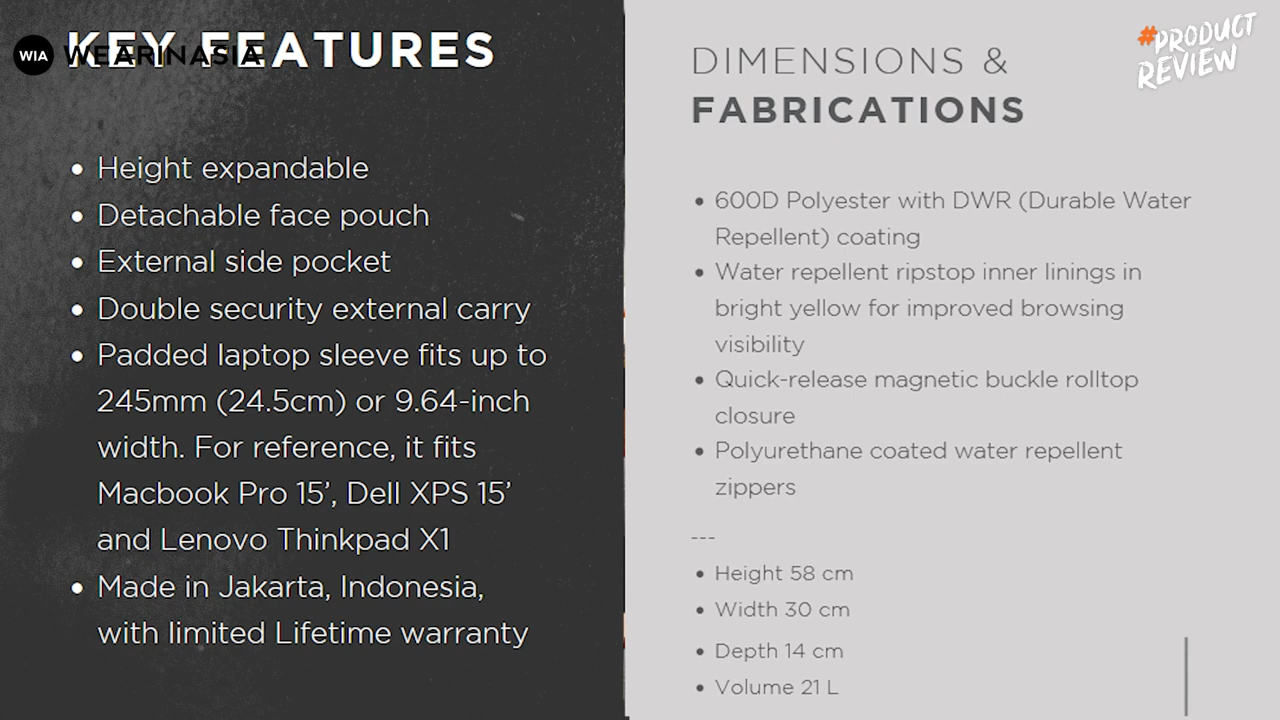 WIA WEARINASIA
KEY FEATURES
• Height expandable
• Detachable face pouch
• External side pocket
• Double security external carry
• Padded laptop sleeve fits up to
245mm (24.5cm) or 9.64-inch
width. For reference, it fits
Macbook Pro 15’, Dell XPS 15’
and Lenovo Thinkpad X1
• Made in Jakarta, Indonesia,
with limited Lifetime warranty
#PRODUCT
REVIEW
DIMENSIONS &
FABRICATIONS
• 600D Polyester with DWR (Durable Water
Repellent) coating
• Water repellent ripstop inner linings in
bright yellow for improved browsing
visibility
• Quick-release magnetic buckle rolltop
closure
• Polyurethane coated water repellent
zippers
---
• Height 58 cm
• Width 30 cm
• Depth 14 cm
• Volume 21 L